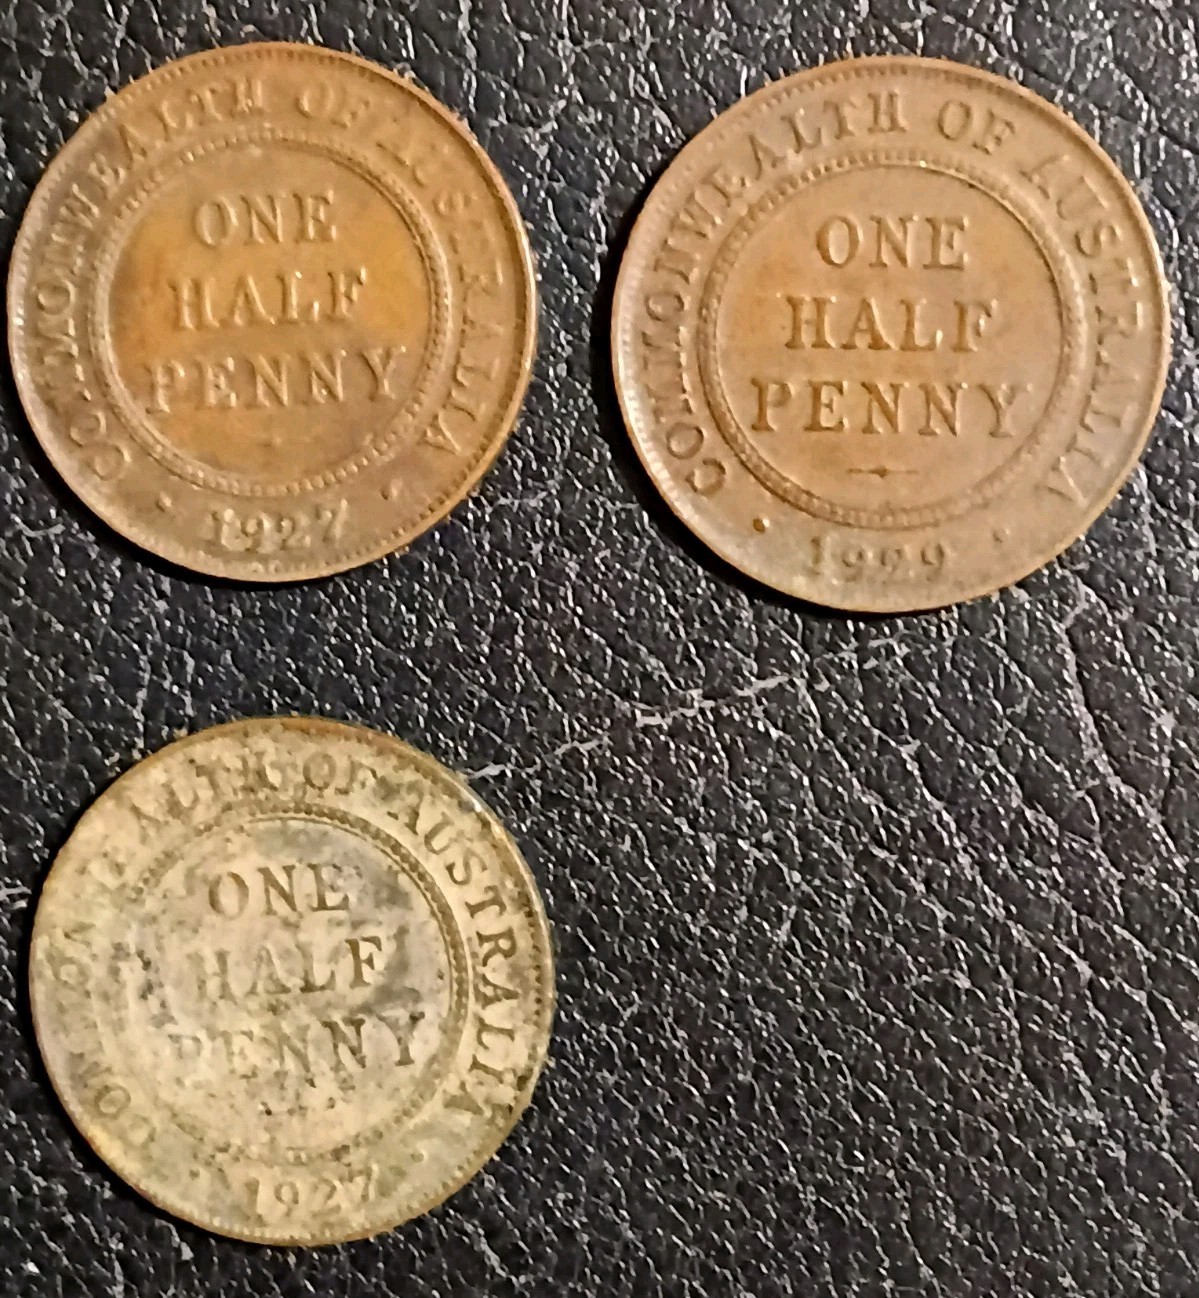 COMMONWEALTH OF AUSTRALIA
ONE
HALF
PENNY
1927
COMMONWEALTH OF AUSTRALIA
ONE
HALF
PENNY
1929
COMMONWEALTH OF AUSTRALIA
ONE
HALF
PENNY
1927